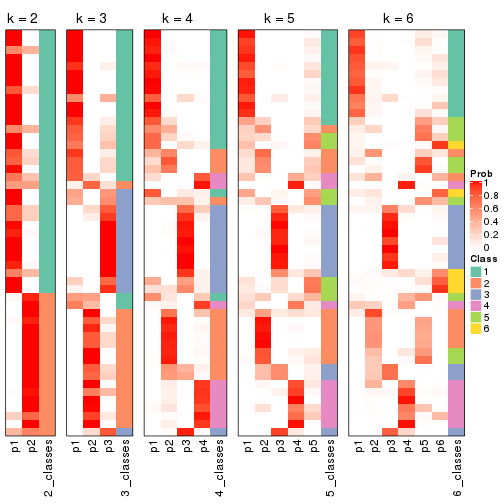 k = 2
k = 3
k = 4
k = 5
k = 6
p1
p2
2_classes
p1
p2
p3
3_classes
p1
p2
p3
p4
4_classes
p1
p2
p3
p4
p5
5_classes
p1
p2
p3
p4
p5
p6
6_classes
Prob
1
0.8
0.6
0.4
0.2
0
Class
1
2
3
4
5
6